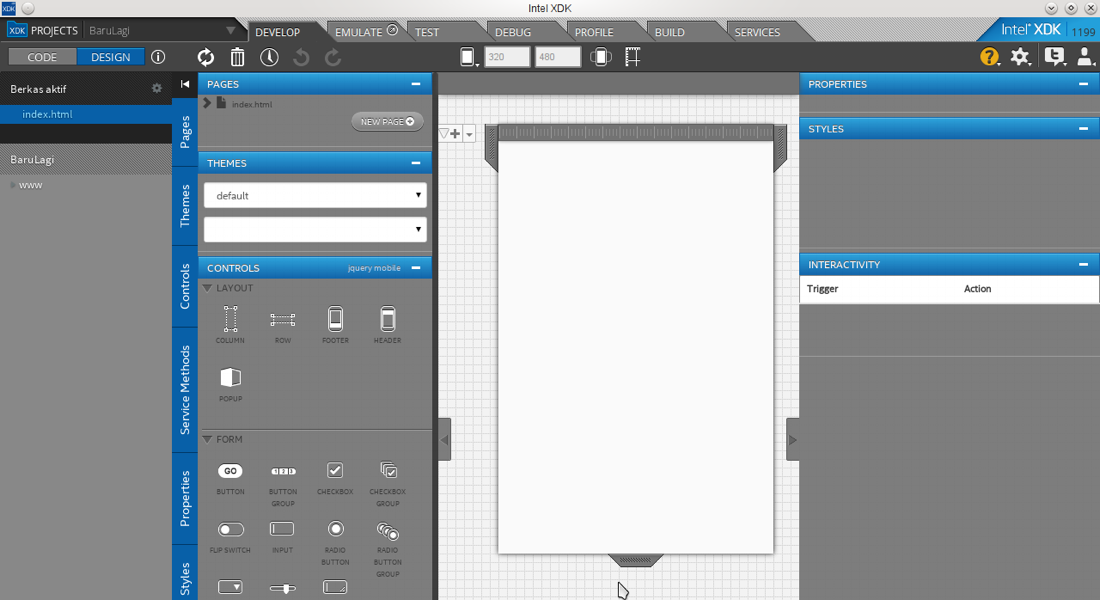 Intel XDK
XDK PROJECTS BaruLagi DEVELOP EMULATE TEST DEBUG PROFILE BUILD SERVICES Intel® XDK 1199
CODE DESIGN 320 480
Berkas aktif
index.html
BaruLagi
www
Pages
Themes
Controls
Service Methods
Properties
Styles
PAGES
index.html
NEW PAGE
THEMES
default
CONTROLS jquery mobile
LAYOUT
COLUMN ROW FOOTER HEADER
POPUP
FORM
GO 1 2 3
BUTTON BUTTON GROUP CHECKBOX CHECKBOX GROUP
FLIP SWITCH INPUT RADIO BUTTON RADIO BUTTON GROUP
PROPERTIES
STYLES
INTERACTIVITY
Trigger Action